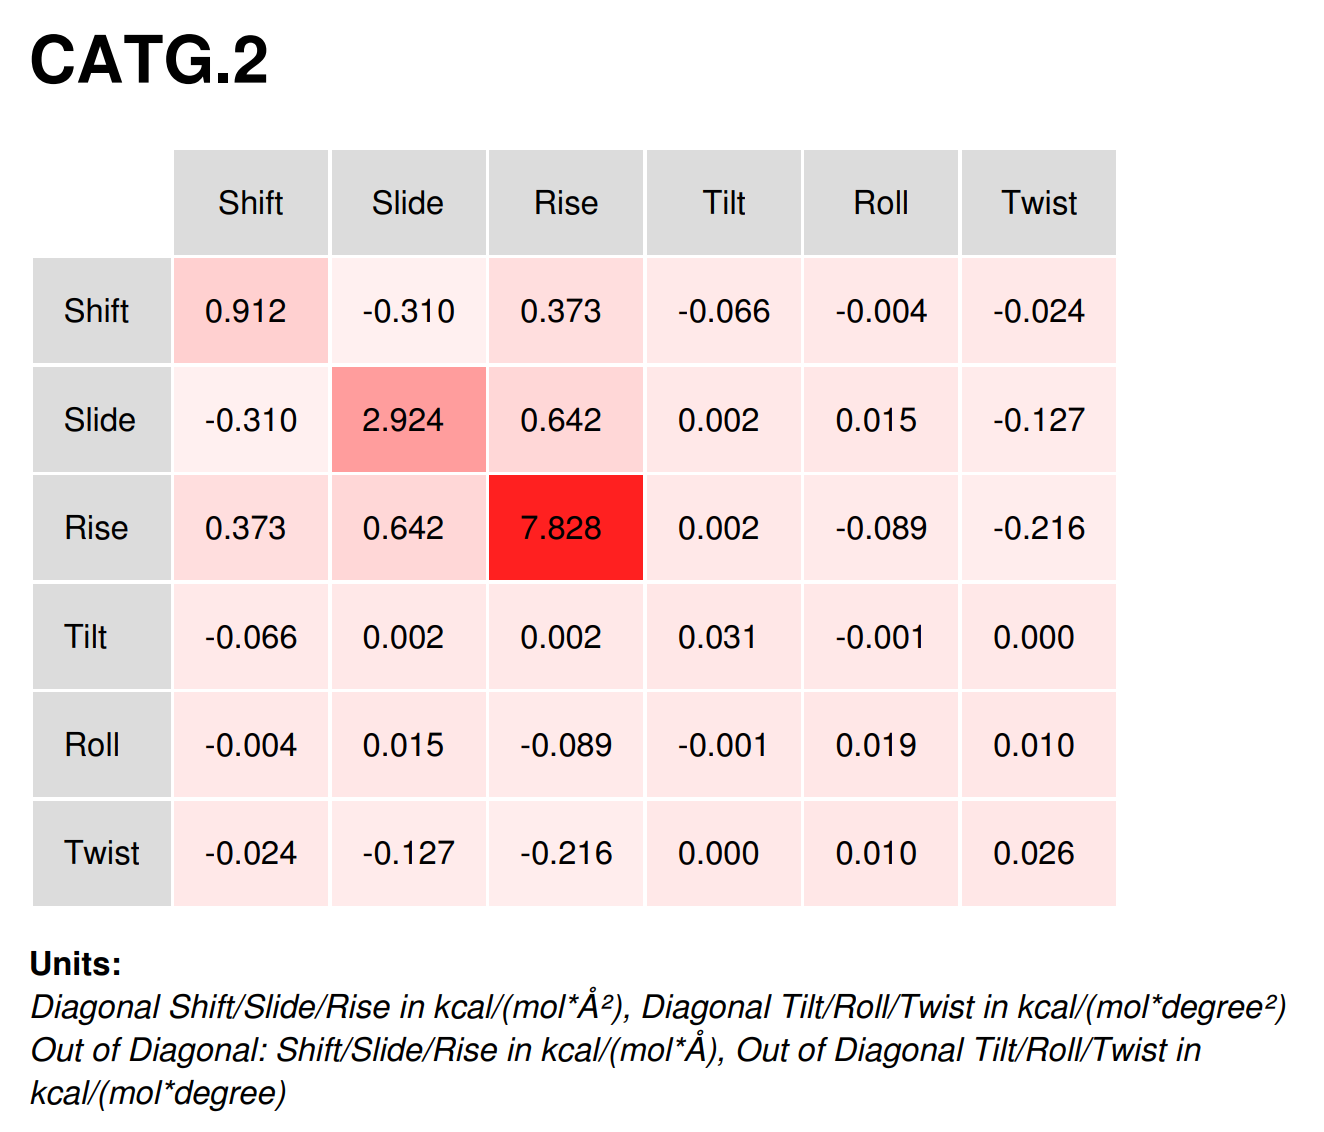 CATG.2
Shift Slide Rise Tilt Roll Twist
Shift 0.912 -0.310 0.373 -0.066 -0.004 -0.024
Slide -0.310 2.924 0.642 0.002 0.015 -0.127
Rise 0.373 0.642 7.828 0.002 -0.089 -0.216
Tilt -0.066 0.002 0.002 0.031 -0.001 0.000
Roll -0.004 0.015 -0.089 -0.001 0.019 0.010
Twist -0.024 -0.127 -0.216 0.000 0.010 0.026
Units:
Diagonal Shift/Slide/Rise in kcal/(mol*Å²), Diagonal Tilt/Roll/Twist in kcal/(mol*degree²)
Out of Diagonal: Shift/Slide/Rise in kcal/(mol*Å), Out of Diagonal Tilt/Roll/Twist in
kcal/(mol*degree)